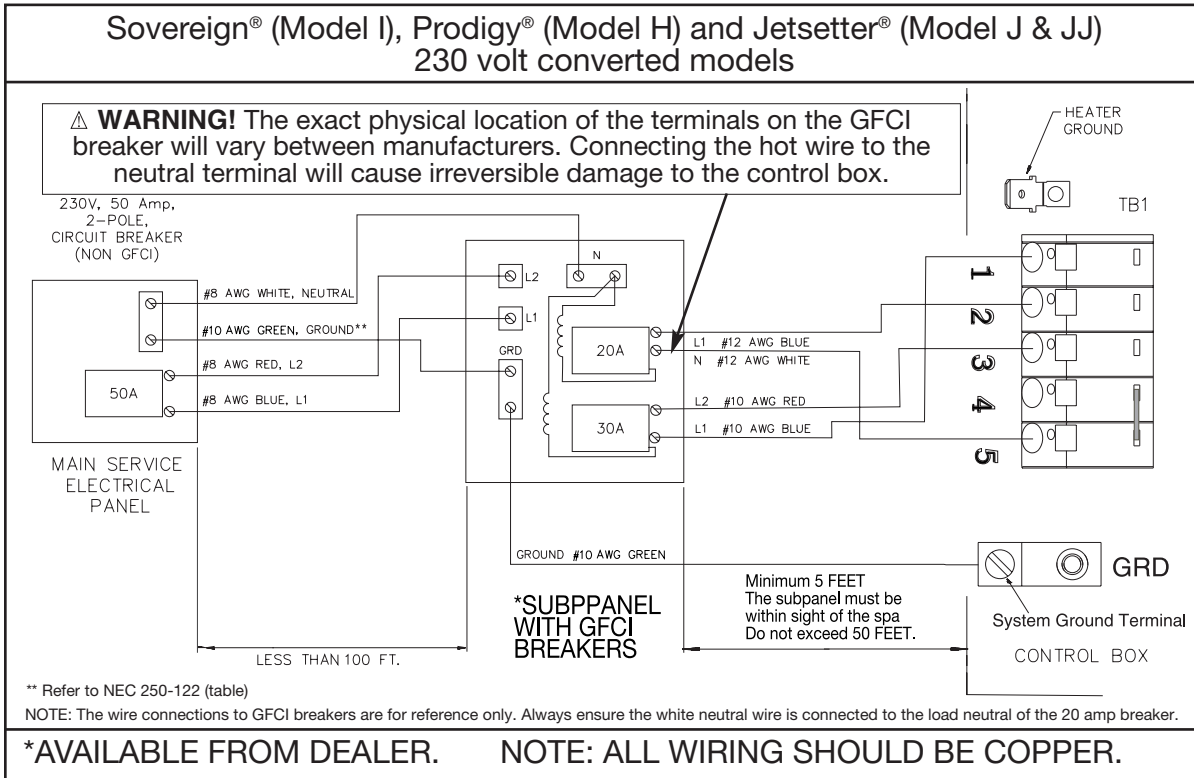 Sovereign® (Model I), Prodigy® (Model H) and Jetsetter® (Model J & JJ)
230 volt converted models
⚠ WARNING! The exact physical location of the terminals on the GFCI
breaker will vary between manufacturers. Connecting the hot wire to the
neutral terminal will cause irreversible damage to the control box.
HEATER
GROUND
TB1
230V, 50 Amp,
2-POLE,
CIRCUIT BREAKER
(NON GFCI)
N
L2
L1
GRD
#8 AWG WHITE, NEUTRAL
#10 AWG GREEN, GROUND**
#8 AWG RED, L2
#8 AWG BLUE, L1
50A
20A
30A
L1 #12 AWG BLUE
N #12 AWG WHITE
L2 #10 AWG RED
L1 #10 AWG BLUE
1
2
3
4
5
MAIN SERVICE
ELECTRICAL
PANEL
GROUND #10 AWG GREEN
GRD
System Ground Terminal
CONTROL BOX
*SUBPPANEL
WITH GFCI
BREAKERS
Minimum 5 FEET
The subpanel must be
within sight of the spa
Do not exceed 50 FEET.
LESS THAN 100 FT.
** Refer to NEC 250-122 (table)
NOTE: The wire connections to GFCI breakers are for reference only. Always ensure the white neutral wire is connected to the load neutral of the 20 amp breaker.
*AVAILABLE FROM DEALER. NOTE: ALL WIRING SHOULD BE COPPER.